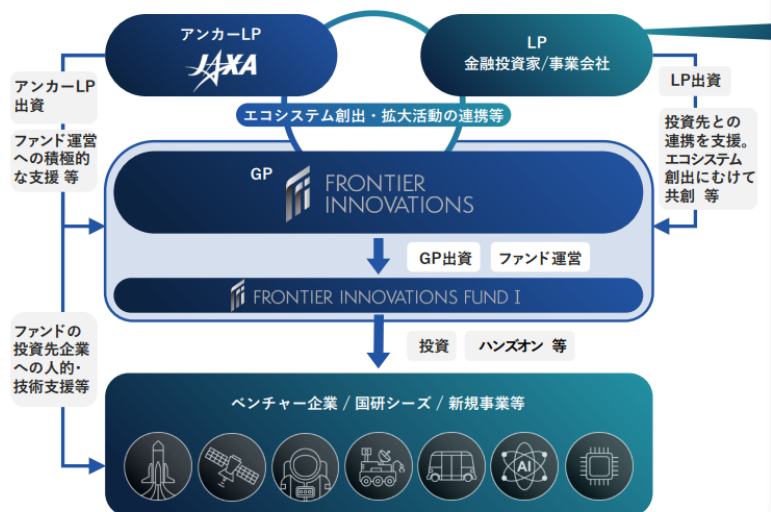 アンカーLP
JAXA
LP
金融投資家/事業会社
アンカーLP
出資
LP出資
エコシステム創出・拡大活動の連携等
ファンド運営
への積極的
な支援 等
投資先との
連携を支援。
エコシステム
創出にむけて
共創 等
GP
FRONTIER
INNOVATIONS
GP出資
ファンド運営
FRONTIER INNOVATIONS FUND I
ファンドの
投資先企業
への人的・
技術支援等
投資
ハンズオン 等
ベンチャー企業 / 国研シーズ / 新規事業等
AI